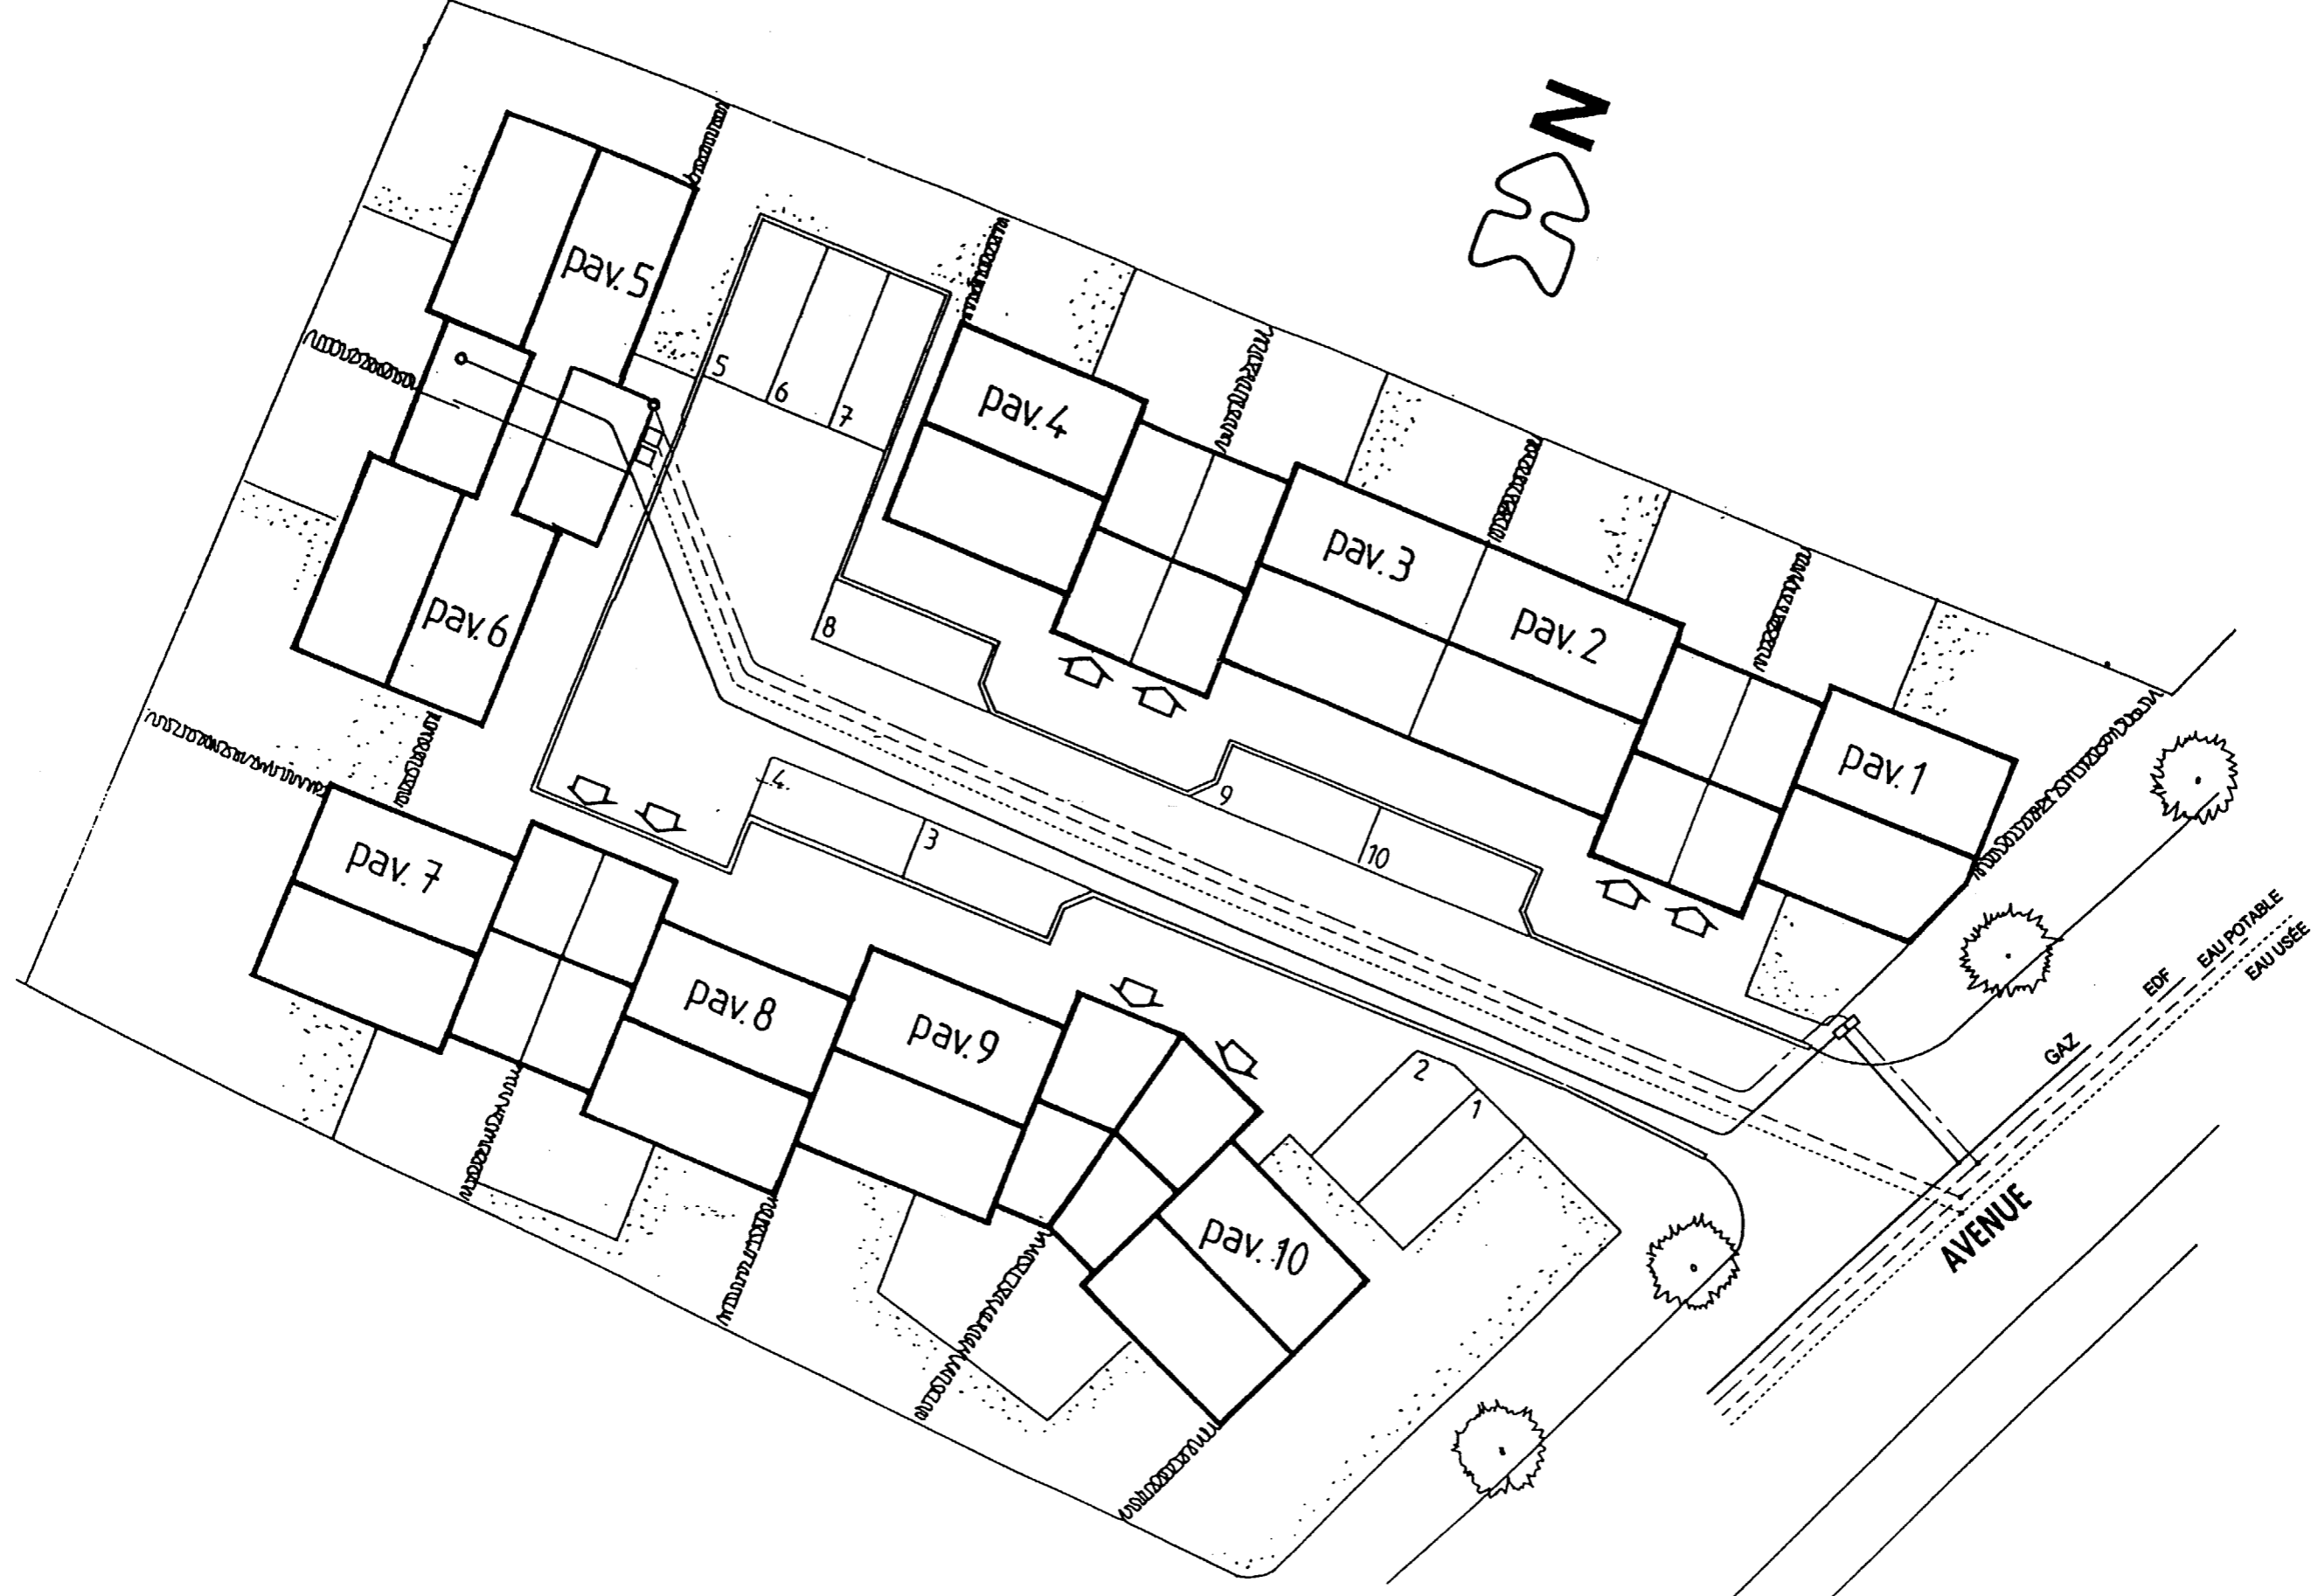 N
pav. 5
5
6
7
pav. 4
pav. 3
pav. 2
pav. 1
pav. 6
8
9
10
4
3
pav. 7
pav. 8
pav. 9
pav. 10
2
1
EDF
EAU POTABLE
EAU USÉE
GAZ
AVENUE